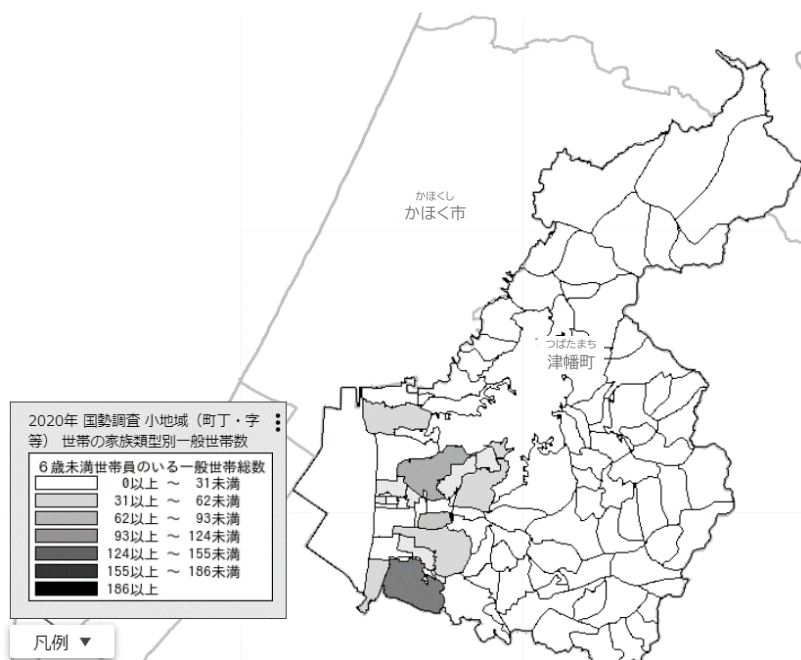 かほくし
かほく市
つばたまち
津幡町
2020年 国勢調査 小地域（町丁・字
等） 世帯の家族類型別一般世帯数
６歳未満世帯員のいる一般世帯総数
0以上 ～ 31未満
31以上 ～ 62未満
62以上 ～ 93未満
93以上 ～ 124未満
124以上 ～ 155未満
155以上 ～ 186未満
186以上
凡例 ▼